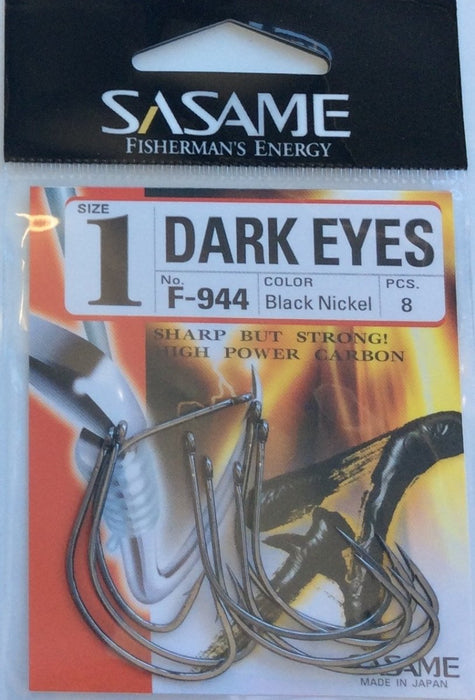 SASAME
FISHERMAN'S ENERGY
SIZE
1
DARK EYES
No.
F-944
COLOR
Black Nickel
PCS.
8
SHARP BUT STRONG!
HIGH POWER CARBON
SASAME
MADE IN JAPAN